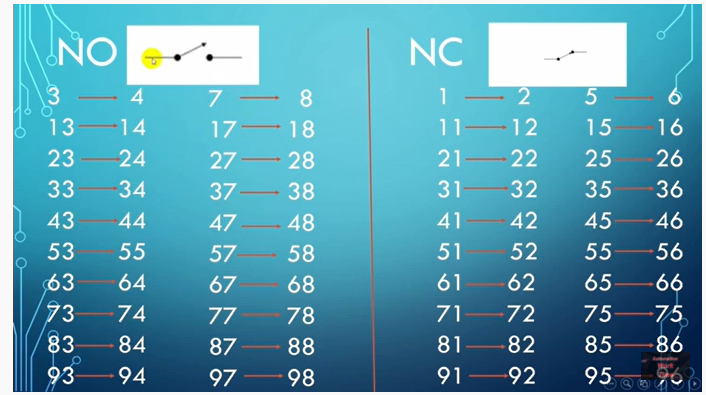 NO NC
3 → 4 7 → 8 1 → 2 5 → 6
13 → 14 17 → 18 11 → 12 15 → 16
23 → 24 27 → 28 21 → 22 25 → 26
33 → 34 37 → 38 31 → 32 35 → 36
43 → 44 47 → 48 41 → 42 45 → 46
53 → 55 57 → 58 51 → 52 55 → 56
63 → 64 67 → 68 61 → 62 65 → 66
73 → 74 77 → 78 71 → 72 75 → 75
83 → 84 87 → 88 81 → 82 85 → 86
93 → 94 97 → 98 91 → 92 95 → 96